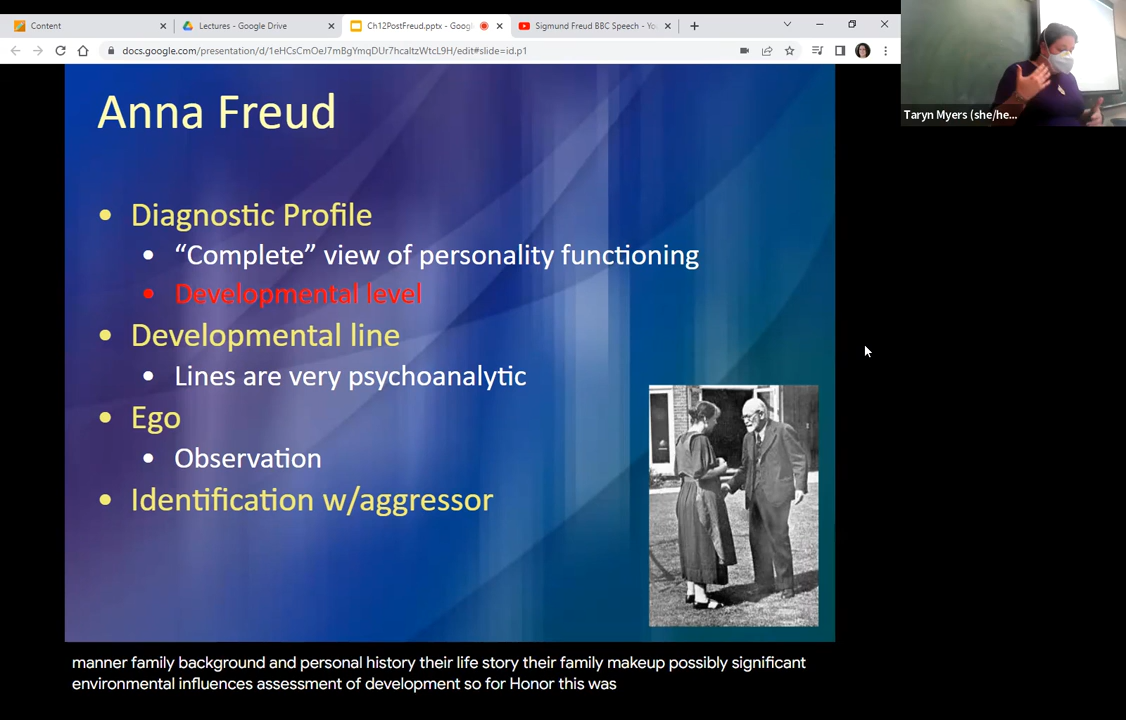 Content
Lectures - Google Drive
Ch12PostFreud.pptx - Googl
Sigmund Freud BBC Speech - Yo
docs.google.com/presentation/d/1eHCsCmOeJ7mBgYmqDUr7hcaItzWtcL9H/edit#slide=id.p1
Taryn Myers (she/he...
Anna Freud
• Diagnostic Profile
• “Complete” view of personality functioning
• Developmental level
• Developmental line
• Lines are very psychoanalytic
• Ego
• Observation
• Identification w/aggressor
manner family background and personal history their life story their family makeup possibly significant
environmental influences assessment of development so for Honor this was